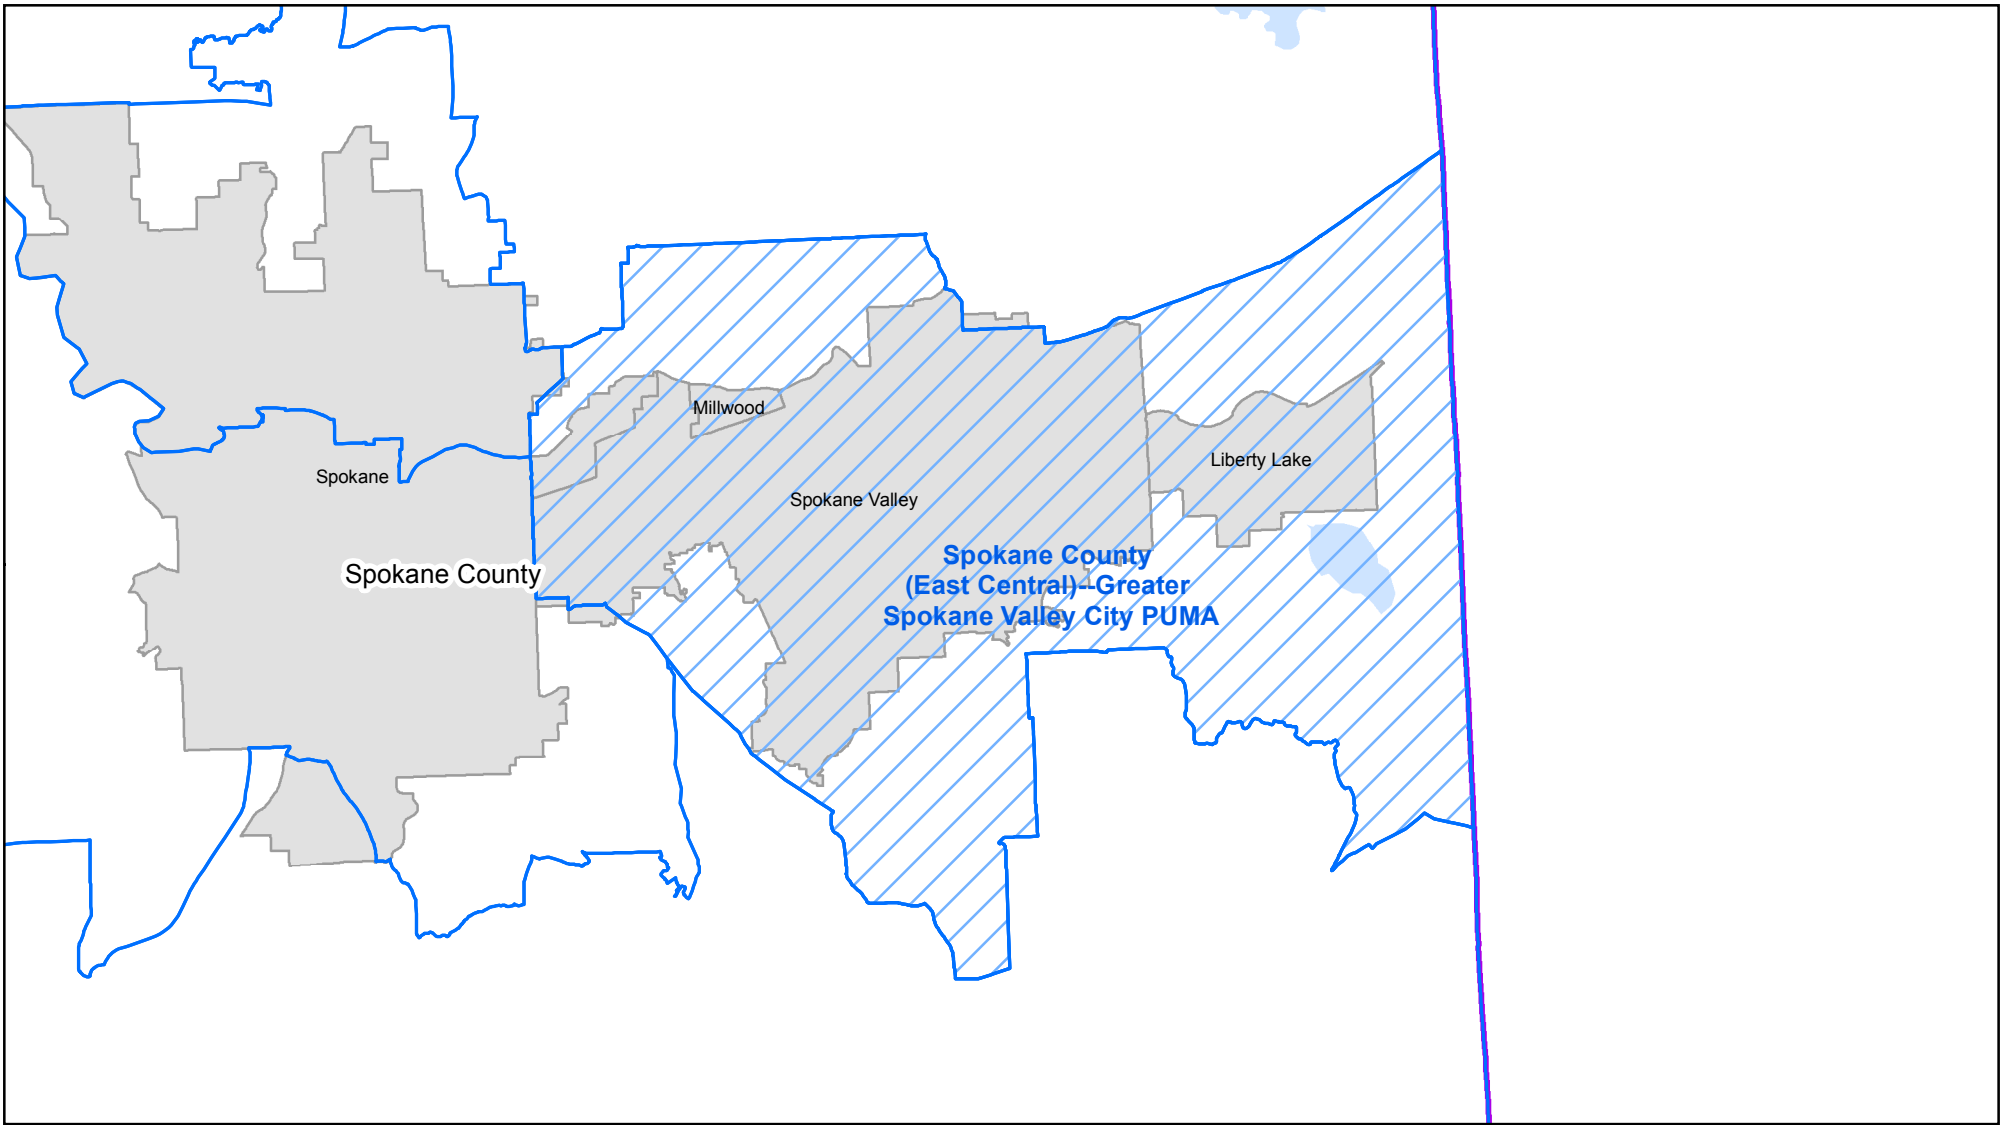 Millwood
Liberty Lake
Spokane
Spokane Valley
Spokane County
(East Central)--Greater
Spokane Valley City PUMA
Spokane County